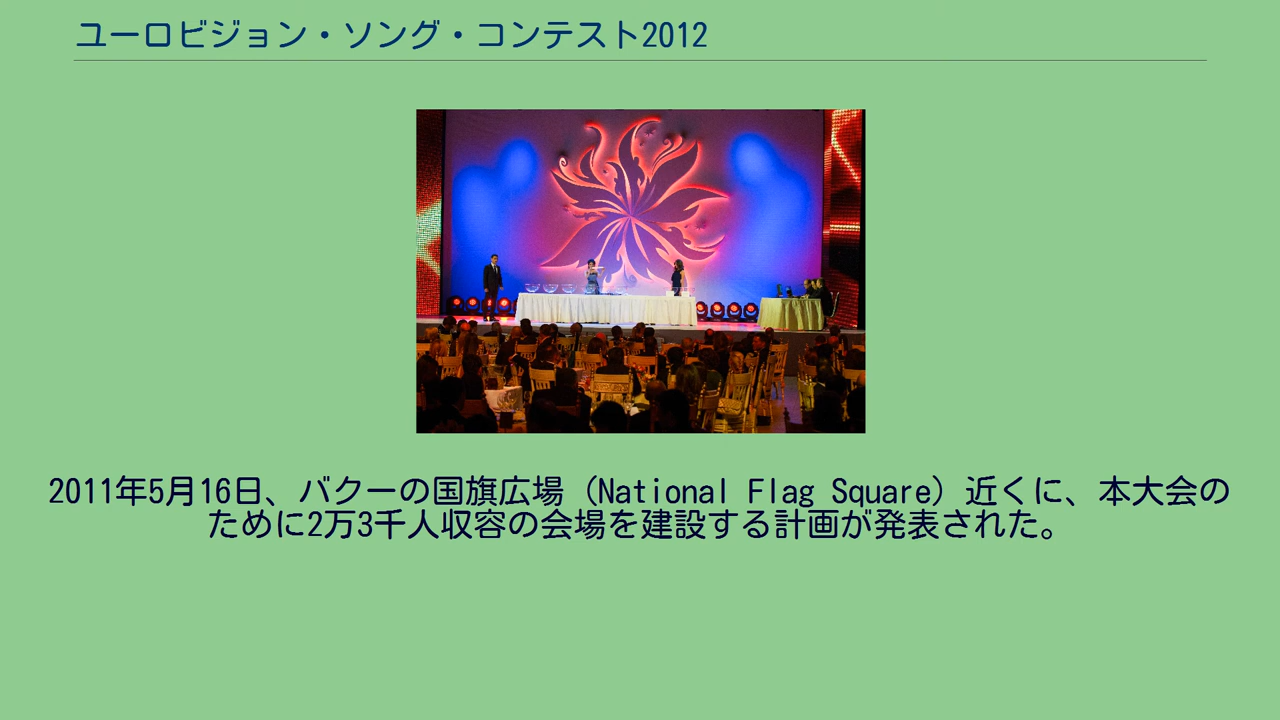 ユーロビジョン・ソング・コンテスト2012
2011年5月16日、バクーの国旗広場（National Flag Square）近くに、本大会の
ために2万3千人収容の会場を建設する計画が発表された。